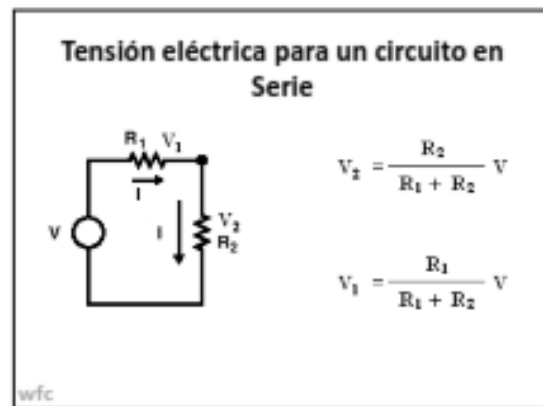 Tensión eléctrica para un circuito en
Serie
R₁ V₁
I
V
I
V₂
R₂
V₂ = R₂ / (R₁ + R₂) V
V₁ = R₁ / (R₁ + R₂) V
wfc